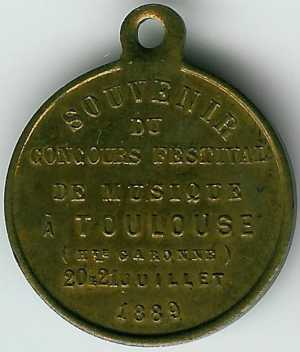 SOUVENIR
DU
CONCOURS FESTIVAL
DE MUSIQUE
À TOULOUSE
(HTE GARONNE)
20 & 21 JUILLET
1889